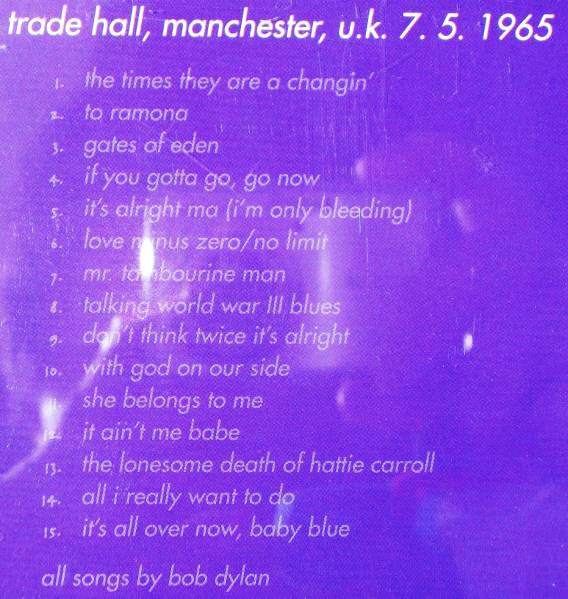 trade hall, manchester, u.k. 7. 5. 1965
1. the times they are a changin'
2. to ramona
3. gates of eden
4. if you gotta go, go now
5. it's alright ma (i'm only bleeding)
6. love minus zero/no limit
7. mr. tambourine man
8. talking world war III blues
9. don't think twice it's alright
10. with god on our side
11. she belongs to me
12. it ain't me babe
13. the lonesome death of hattie carroll
14. all i really want to do
15. it's all over now, baby blue
all songs by bob dylan